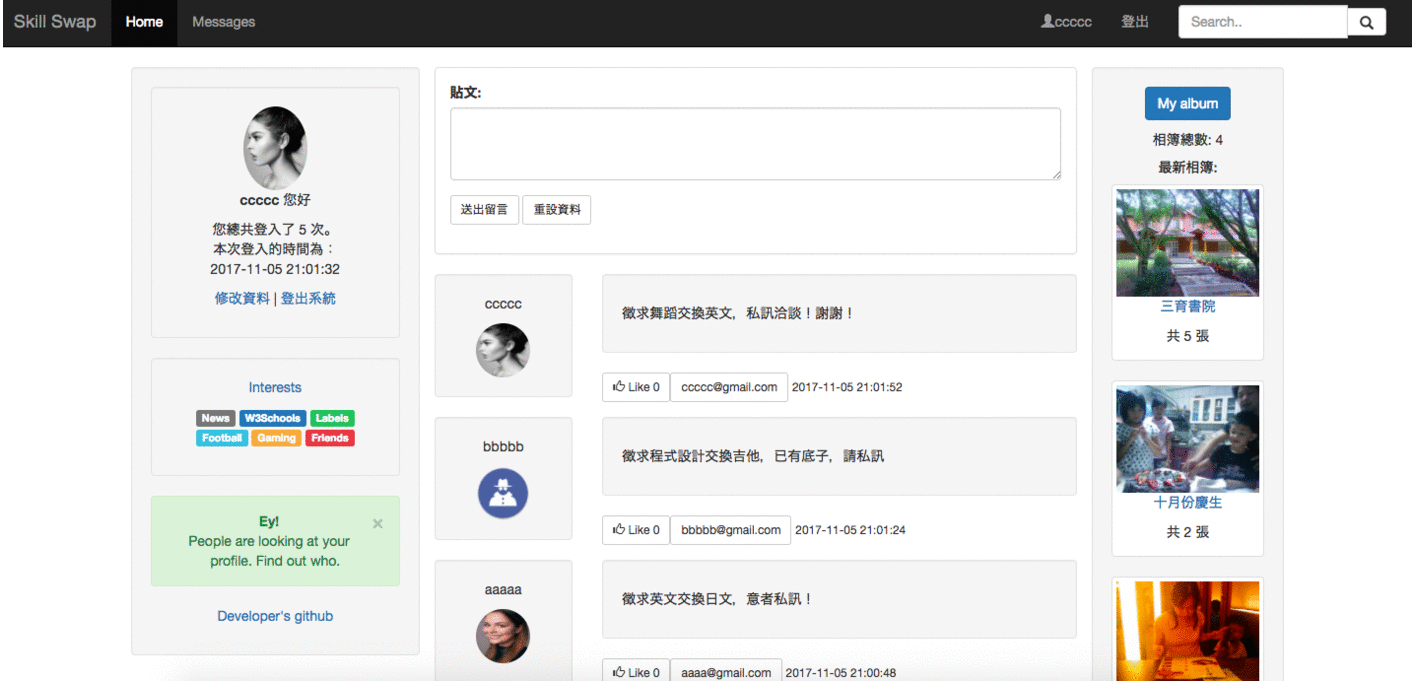 Skill Swap Home Messages ccccc 登出 Search..
ccccc 您好
您總共登入了 5 次。
本次登入的時間為：
2017-11-05 21:01:32
修改資料 | 登出系統
Interests
News W3Schools Labels
Football Gaming Friends
Ey!
×
People are looking at your
profile. Find out who.
Developer's github
貼文:
送出留言 重設資料
ccccc
徵求舞蹈交換英文，私訊洽談！謝謝！
Like 0 ccccc@gmail.com 2017-11-05 21:01:52
bbbbb
徵求程式設計交換吉他，已有底子，請私訊
Like 0 bbbbb@gmail.com 2017-11-05 21:01:24
aaaaa
徵求英文交換日文，意者私訊！
Like 0 aaaa@gmail.com 2017-11-05 21:00:48
My album
相簿總數: 4
最新相簿:
三育書院
共 5 張
十月份慶生
共 2 張